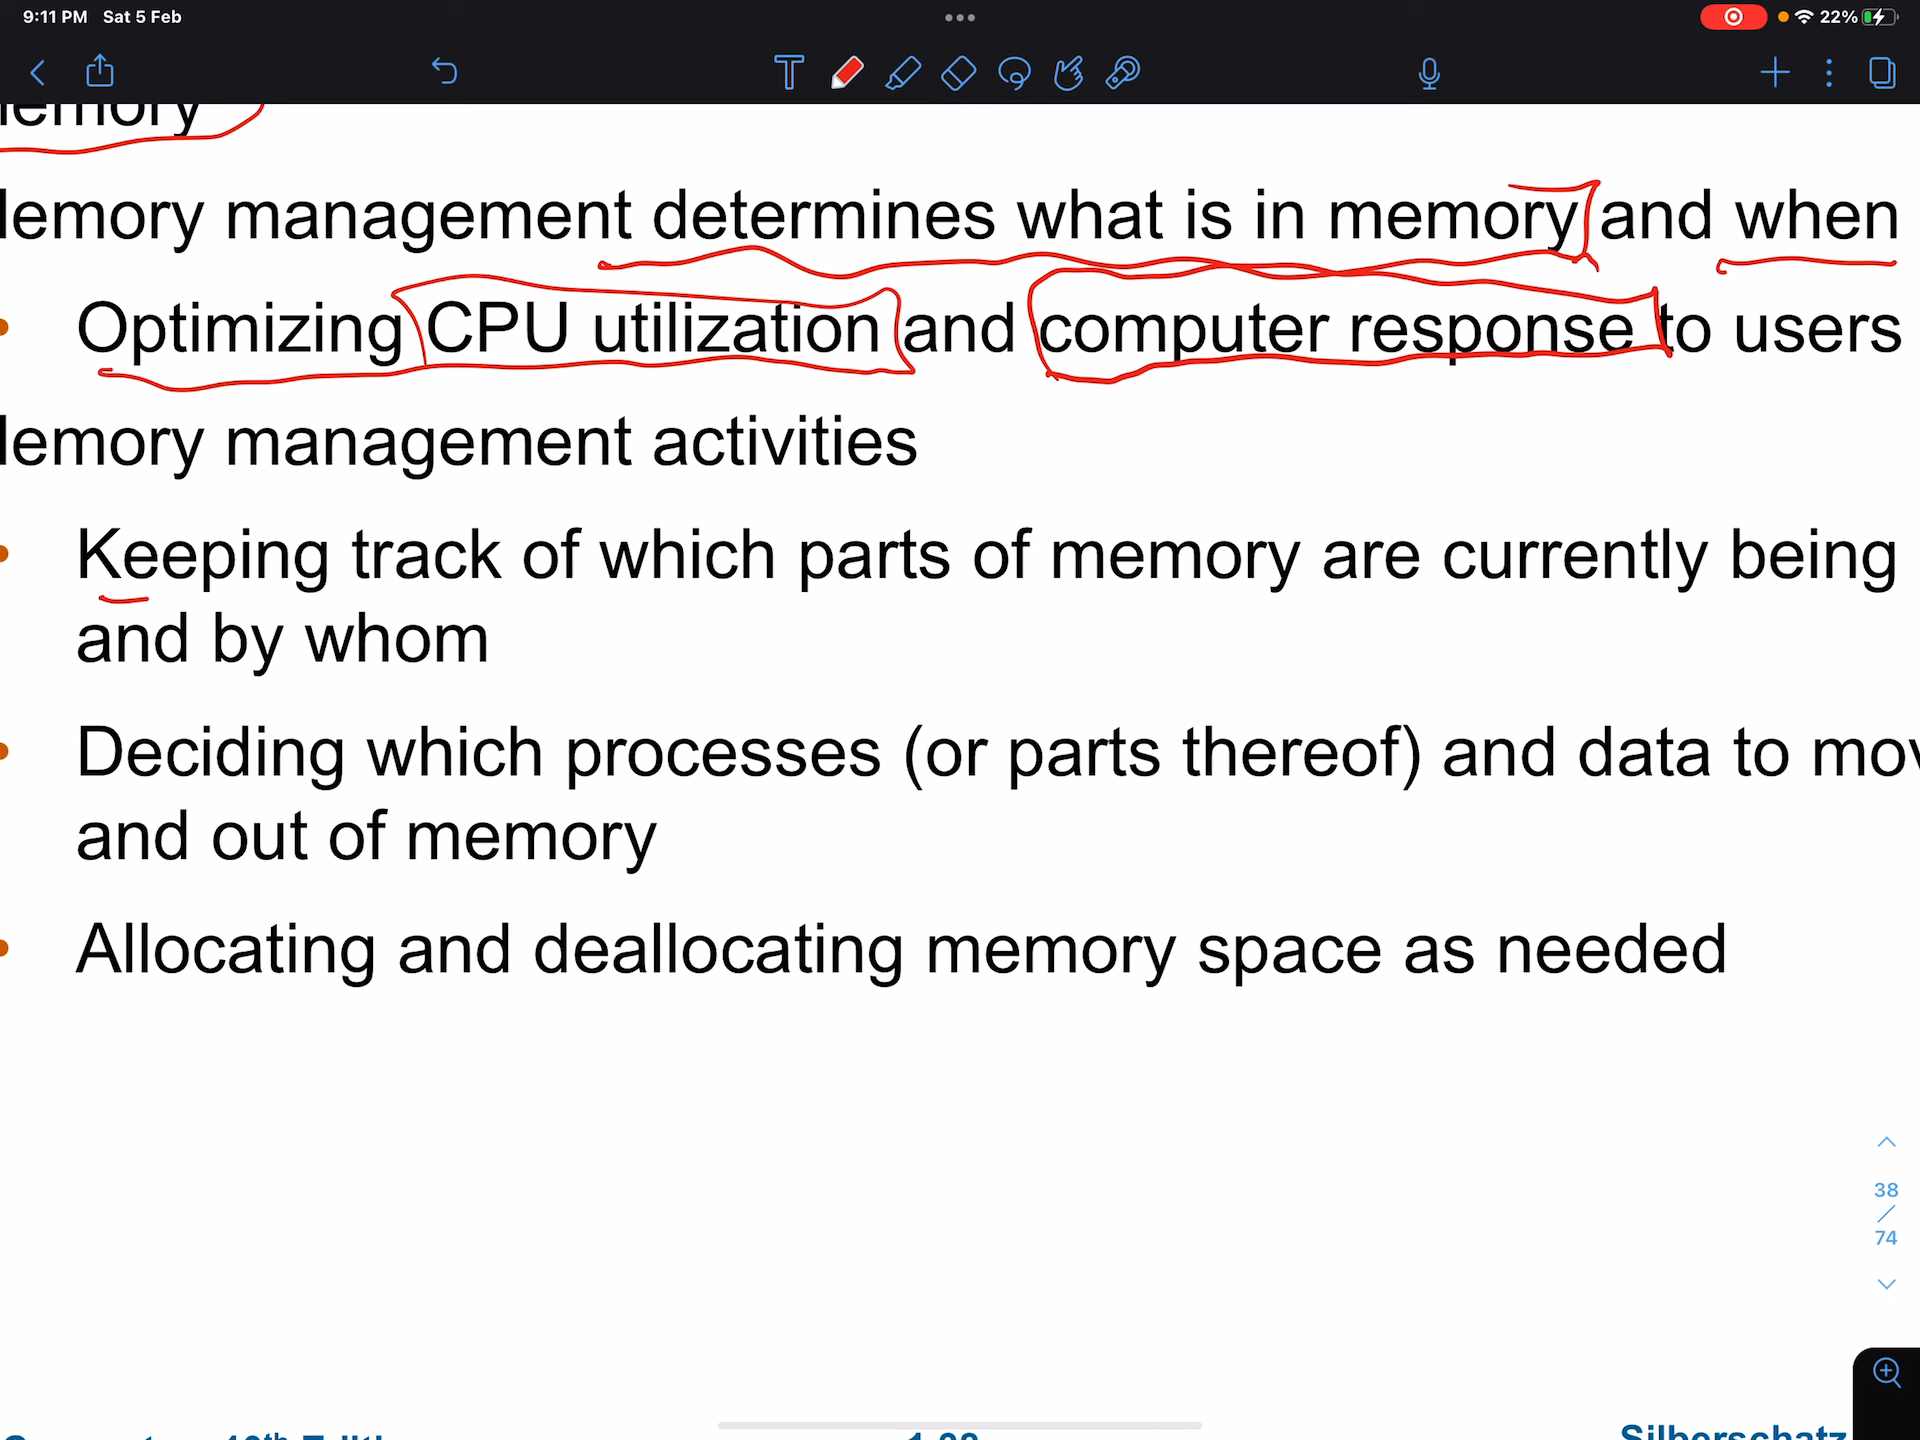 9:11 PM Sat 5 Feb
22%
emory management determines what is in memory and when
• Optimizing CPU utilization and computer response to users
emory management activities
• Keeping track of which parts of memory are currently being
and by whom
• Deciding which processes (or parts thereof) and data to mov
and out of memory
• Allocating and deallocating memory space as needed
38
/
74
Silberschatz